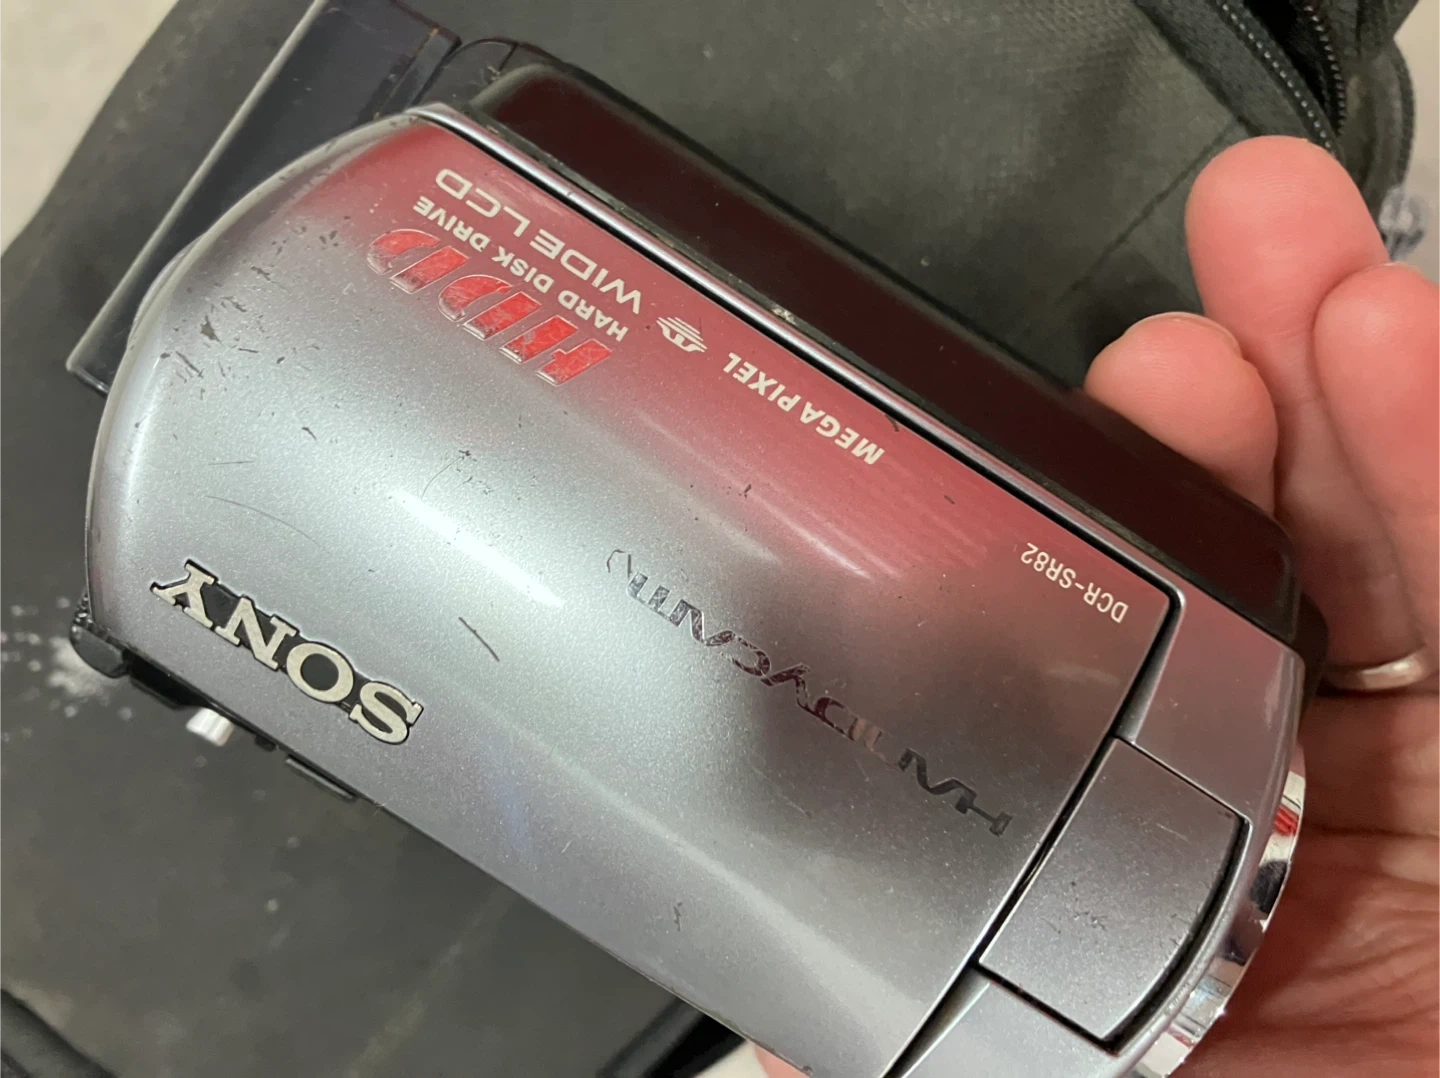 SONY
HANDYCAM
DCR-SR82
MEGA PIXEL
WIDE LCD
HARD DISK DRIVE
HDD